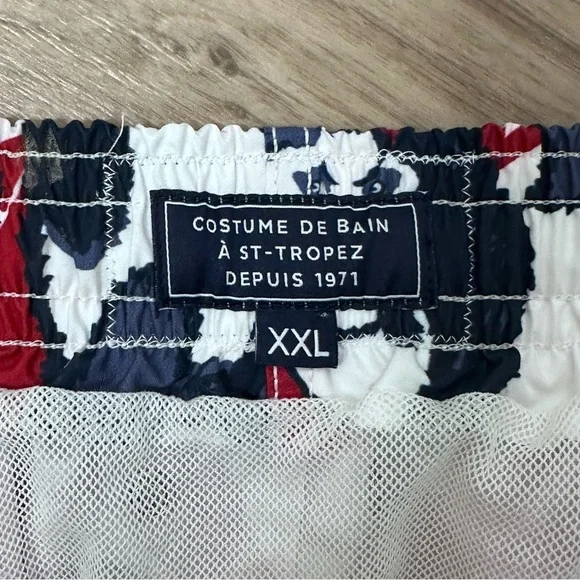 COSTUME DE BAIN
À ST-TROPEZ
DEPUIS 1971
XXL